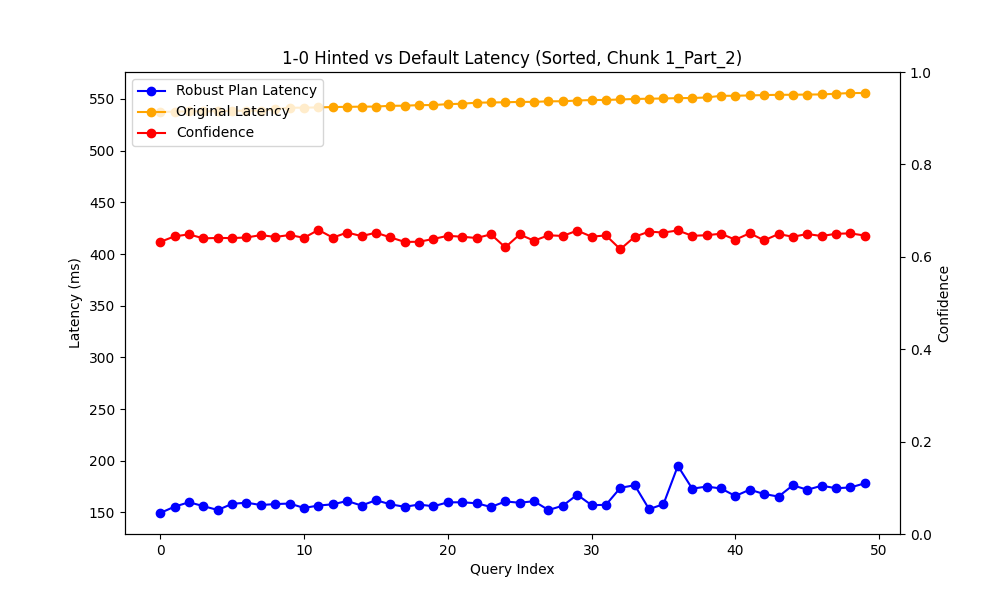 1-0 Hinted vs Default Latency (Sorted, Chunk 1_Part_2)
Robust Plan Latency
Original Latency
Confidence
Latency (ms)
550
500
450
400
350
300
250
200
150
1.0
0.8
0.6
0.4
0.2
0.0
Confidence
0 10 20 30 40 50
Query Index